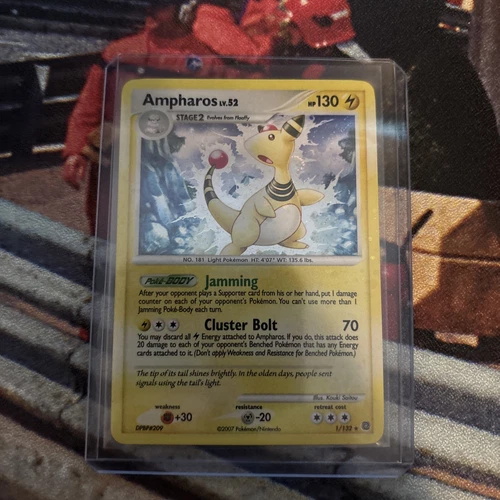 Ampharos LV.52 HP 130
STAGE 2 Evolves from Flaaffy
NO. 181 Light Pokémon HT. 4'07" WT. 135.6 lbs.
Poké-BODY Jamming
After your opponent plays a Supporter card from his or her hand, put 1 damage
counter on each of your opponent's Pokémon. You can't use more than 1
Jamming Poké-Body each turn.
Cluster Bolt 70
You may discard all Energy attached to Ampharos. If you do, this attack does
20 damage to each of your opponent's Benched Pokémon that has any Energy
cards attached to it. (Don't apply Weakness and Resistance for Benched Pokémon.)
The tip of its tail shines brightly. In the olden days, people sent
signals using the tail's light.
Illus. Kouki Saitou
weakness resistance retreat cost
+30 -20
DPBP#209 ©2007 Pokémon/Nintendo 1/132